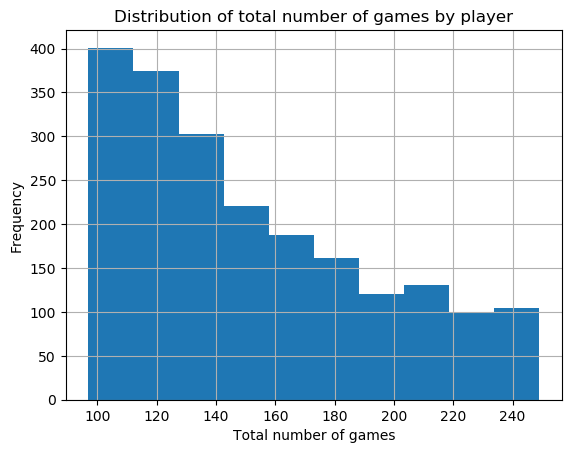 Distribution of total number of games by player
400
350
300
250
200
150
100
50
0
Frequency
100 120 140 160 180 200 220 240
Total number of games